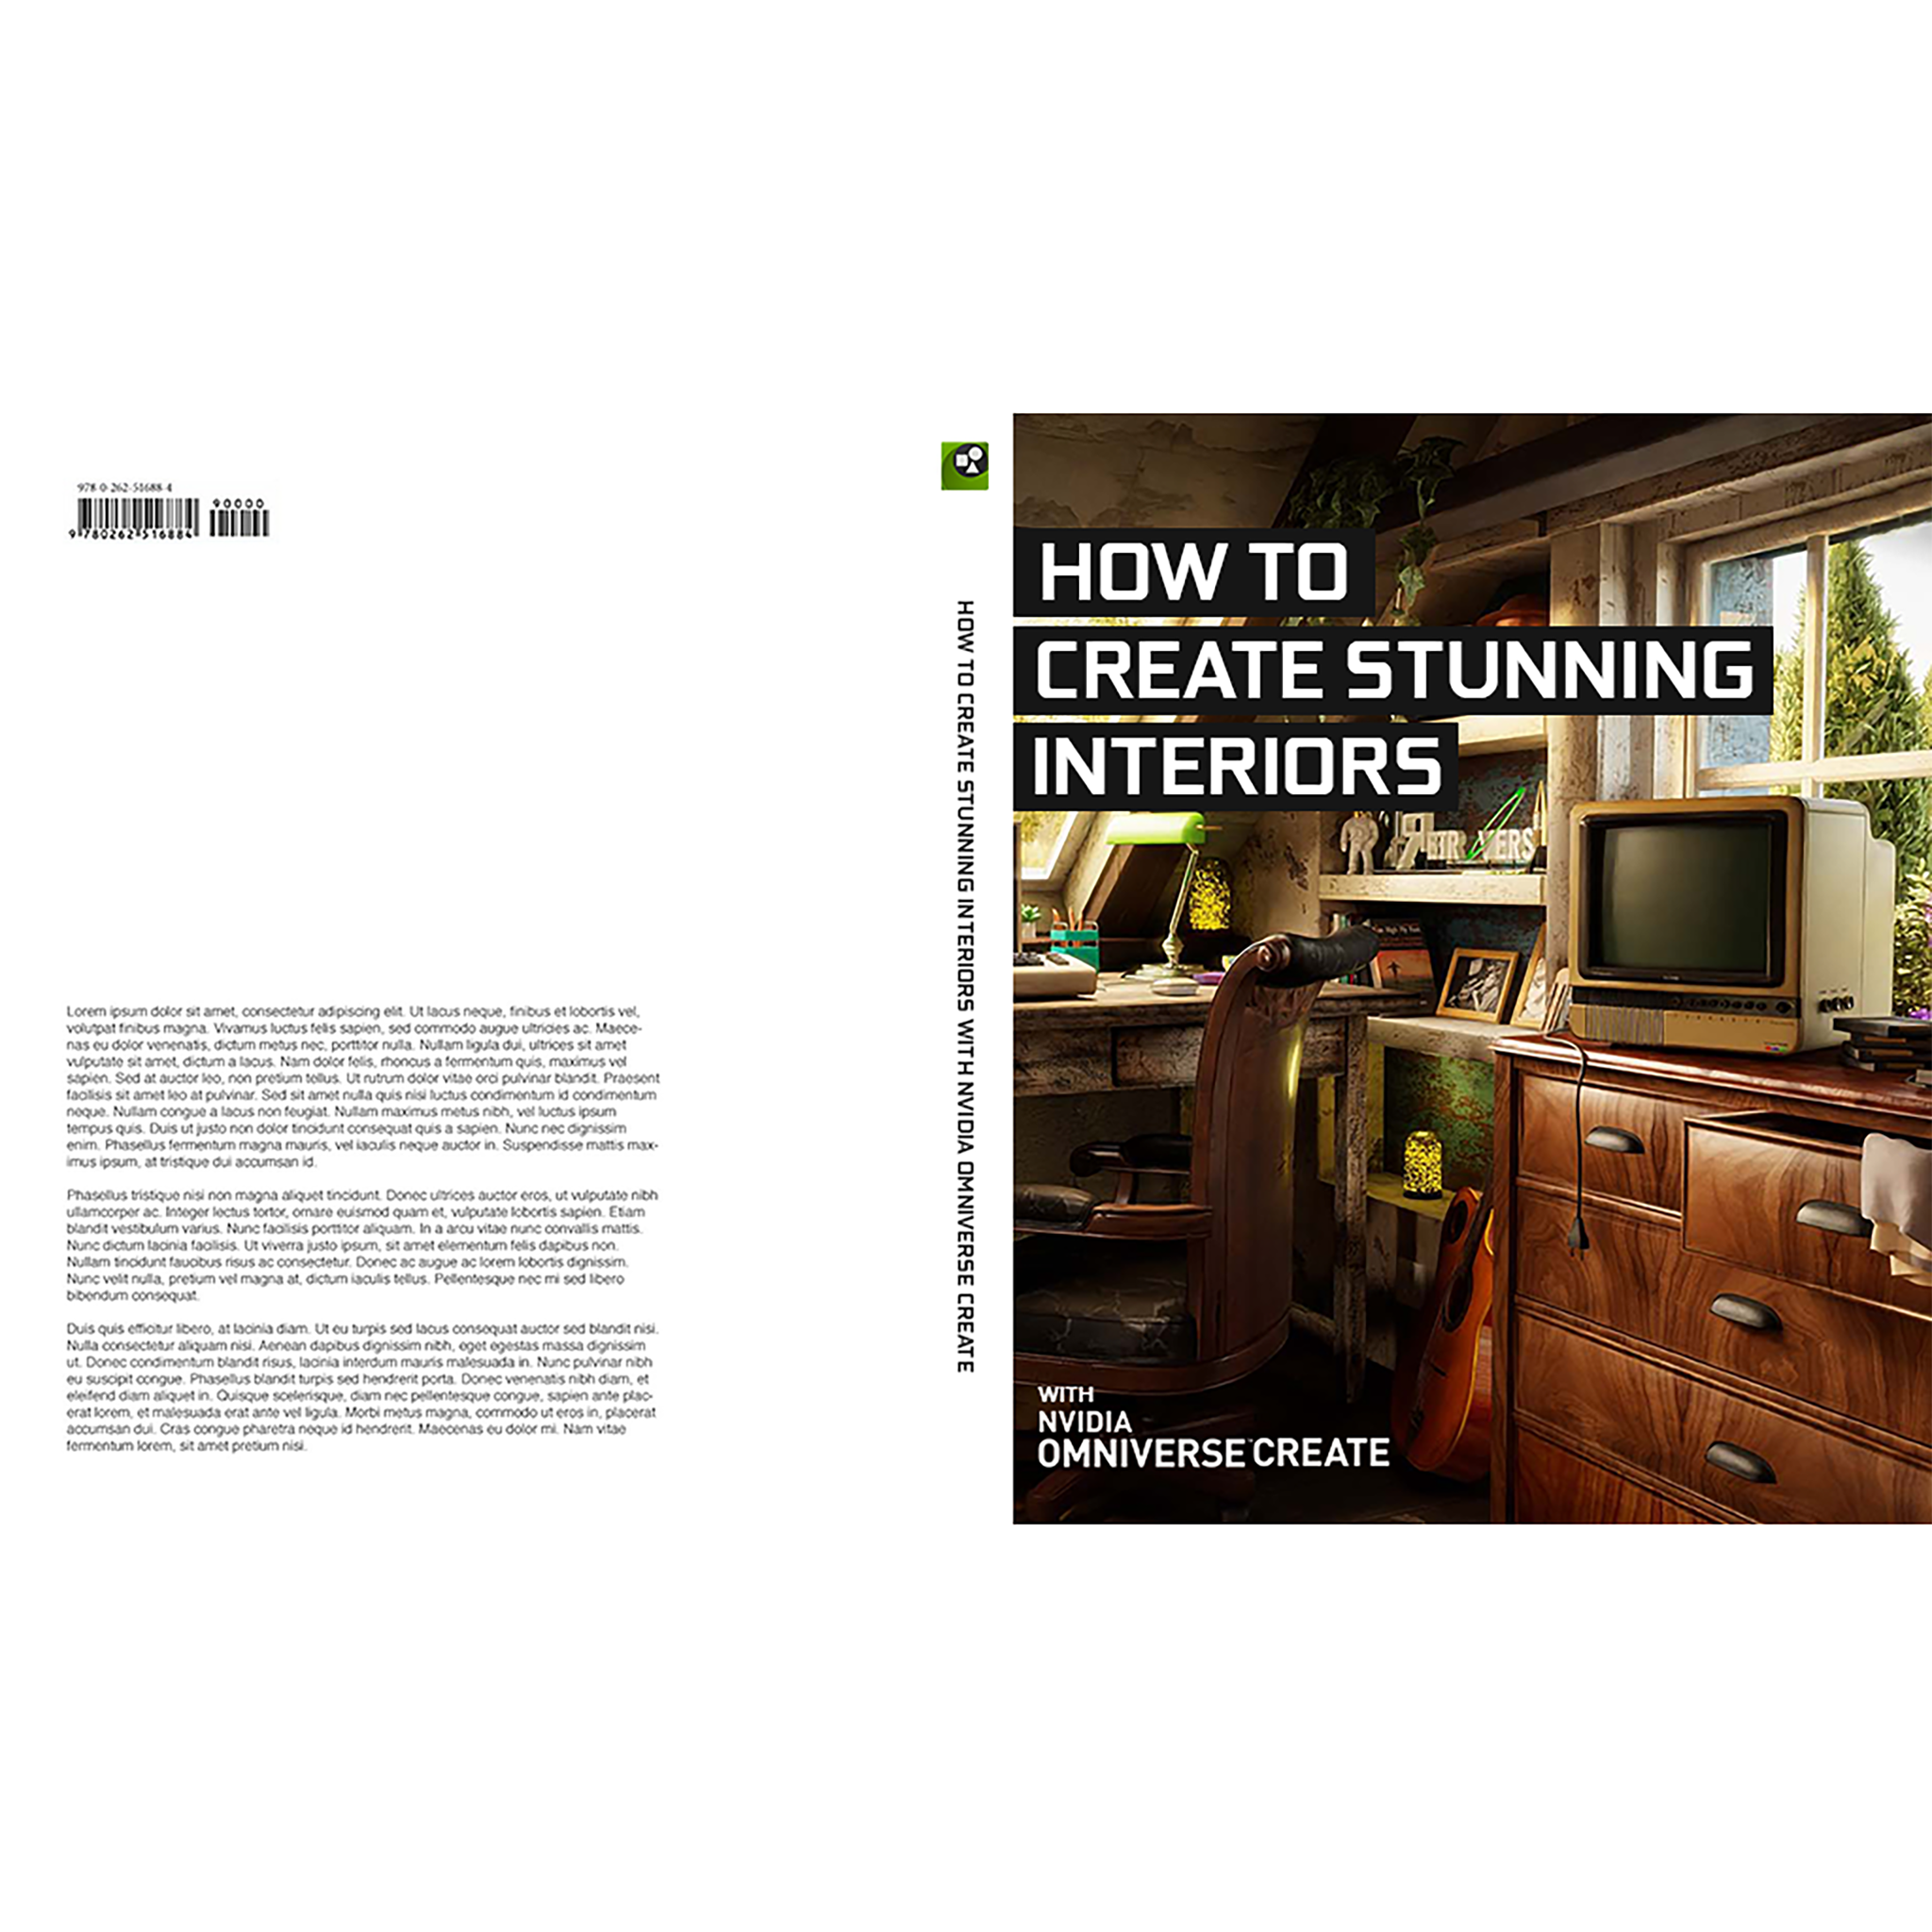 978-0-262-51688-4
90000
9 780262 516884
Lorem ipsum dolor sit amet, consectetur adipiscing elit. Ut lacus neque, finibus et lobortis vel,
volutpat finibus magna. Vivamus luctus felis sapien, sed commodo augue ultricies ac. Maece-
nas eu dolor venenatis, dictum metus nec, porttitor nulla. Nullam ligula dui, ultrices sit amet
vulputate sit amet, dictum a lacus. Nam dolor felis, rhoncus a fermentum quis, maximus vel
sapien. Sed at auctor leo, non pretium tellus. Ut rutrum dolor vitae orci pulvinar blandit. Praesent
facilisis sit amet leo at pulvinar. Sed sit amet nulla quis nisi luctus condimentum id condimentum
neque. Nullam congue a lacus non feugiat. Nullam maximus metus nibh, vel luctus ipsum
tempus quis. Duis ut justo non dolor tincidunt consequat quis a sapien. Nunc nec dignissim
enim. Phasellus fermentum magna mauris, vel iaculis neque auctor in. Suspendisse mattis max-
imus ipsum, at tristique dui accumsan id.
Phasellus tristique nisi non magna aliquet tincidunt. Donec ultrices auctor eros, ut vulputate nibh
ullamcorper ac. Integer lectus tortor, ornare euismod quam et, vulputate lobortis sapien. Etiam
blandit vestibulum varius. Nunc facilisis porttitor aliquam. In a arcu vitae nunc convallis mattis.
Nunc dictum lacinia facilisis. Ut viverra justo ipsum, sit amet elementum felis dapibus non.
Nullam tincidunt faucibus risus ac consectetur. Donec ac augue ac lorem lobortis dignissim.
Nunc velit nulla, pretium vel magna at, dictum iaculis tellus. Pellentesque nec mi sed libero
bibendum consequat.
Duis quis efficitur libero, at lacinia diam. Ut eu turpis sed lacus consequat auctor sed blandit nisi.
Nulla consectetur aliquam nisi. Aenean dapibus dignissim nibh, eget egestas massa dignissim
ut. Donec condimentum blandit risus, lacinia interdum mauris malesuada in. Nunc pulvinar nibh
eu suscipit congue. Phasellus blandit turpis sed hendrerit porta. Donec venenatis nibh diam, et
eleifend diam aliquet in. Quisque scelerisque, diam nec pellentesque congue, sapien ante plac-
erat lorem, et malesuada erat ante vel ligula. Morbi metus magna, commodo ut eros in, placerat
accumsan dui. Cras congue pharetra neque id hendrerit. Maecenas eu dolor mi. Nam vitae
fermentum lorem, sit amet pretium nisi.
HOW TO CREATE STUNNING INTERIORS WITH NVIDIA OMNIVERSE CREATE
HOW TO
CREATE STUNNING
INTERIORS
WITH
NVIDIA
OMNIVERSE™ CREATE